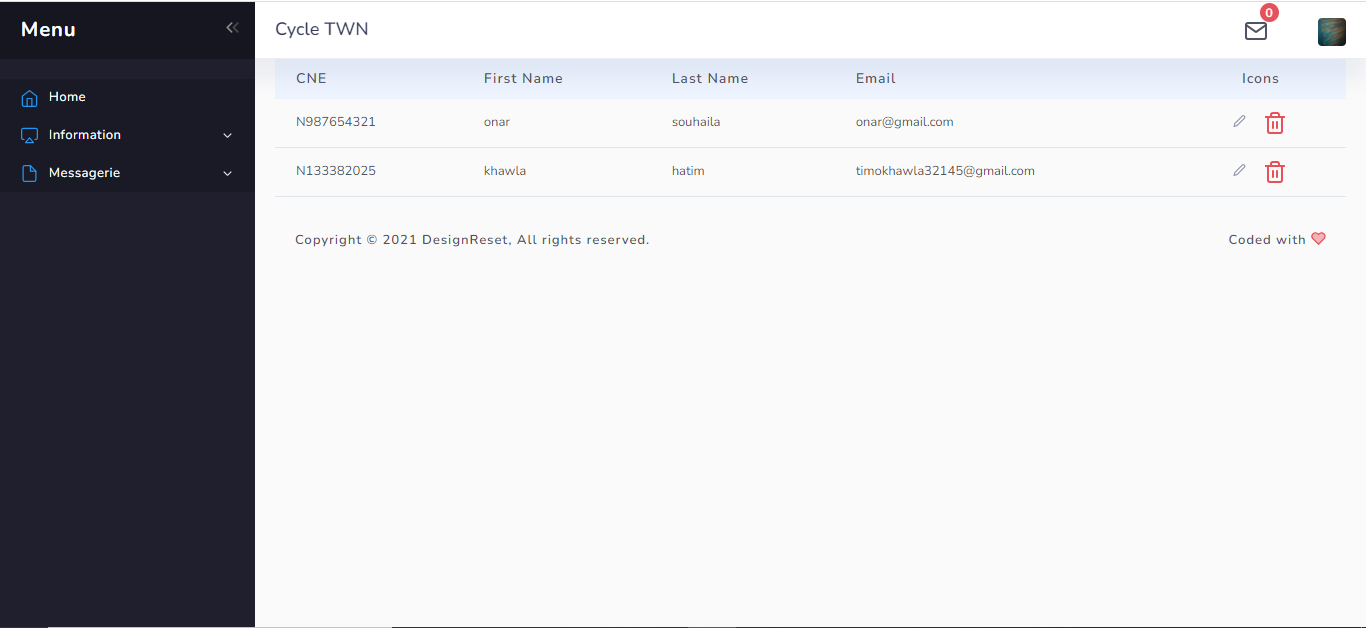 Menu
Cycle TWN
0
Home
Information
Messagerie
CNE First Name Last Name Email Icons
N987654321 onar souhaila onar@gmail.com
N133382025 khawla hatim timokhawla32145@gmail.com
Copyright © 2021 DesignReset, All rights reserved.
Coded with